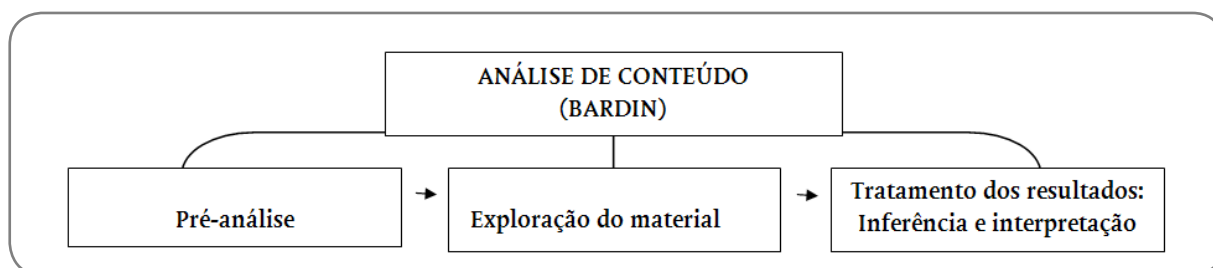 ANÁLISE DE CONTEÚDO
(BARDIN)
Pré-análise
Exploração do material
Tratamento dos resultados:
Inferência e interpretação